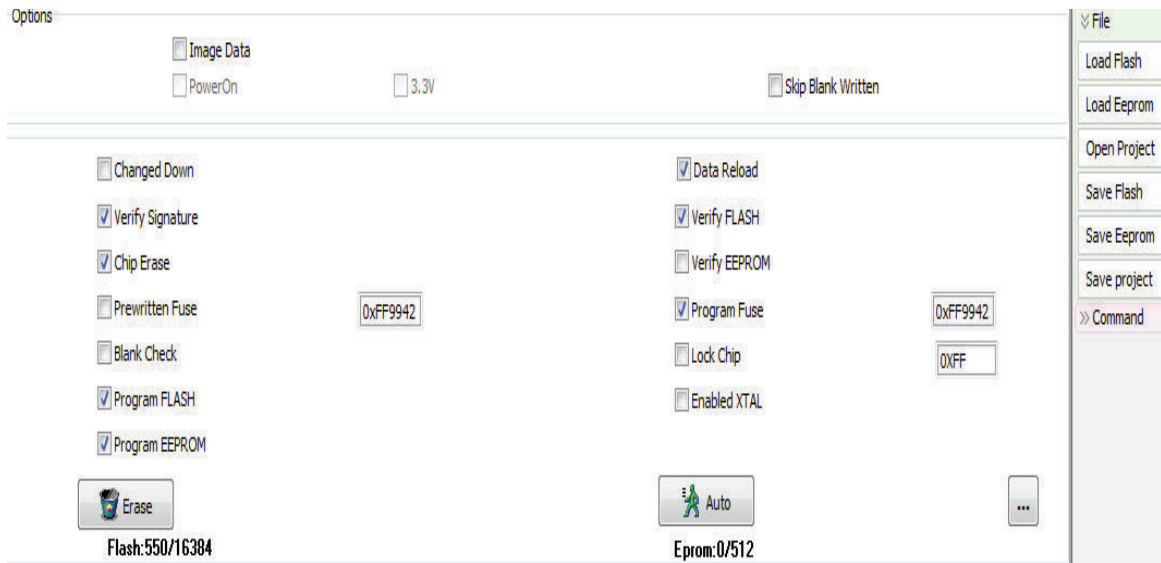 Options
Image Data
PowerOn
3.3V
Skip Blank Written
Changed Down
Data Reload
Verify Signature
Verify FLASH
Chip Erase
Verify EEPROM
Prewritten Fuse
0xFF9942
Program Fuse
0xFF9942
Blank Check
Lock Chip
0XFF
Program FLASH
Enabled XTAL
Program EEPROM
Erase
Auto
...
Flash:550/16384
Eprom:0/512
File
Load Flash
Load Eeprom
Open Project
Save Flash
Save Eeprom
Save project
Command